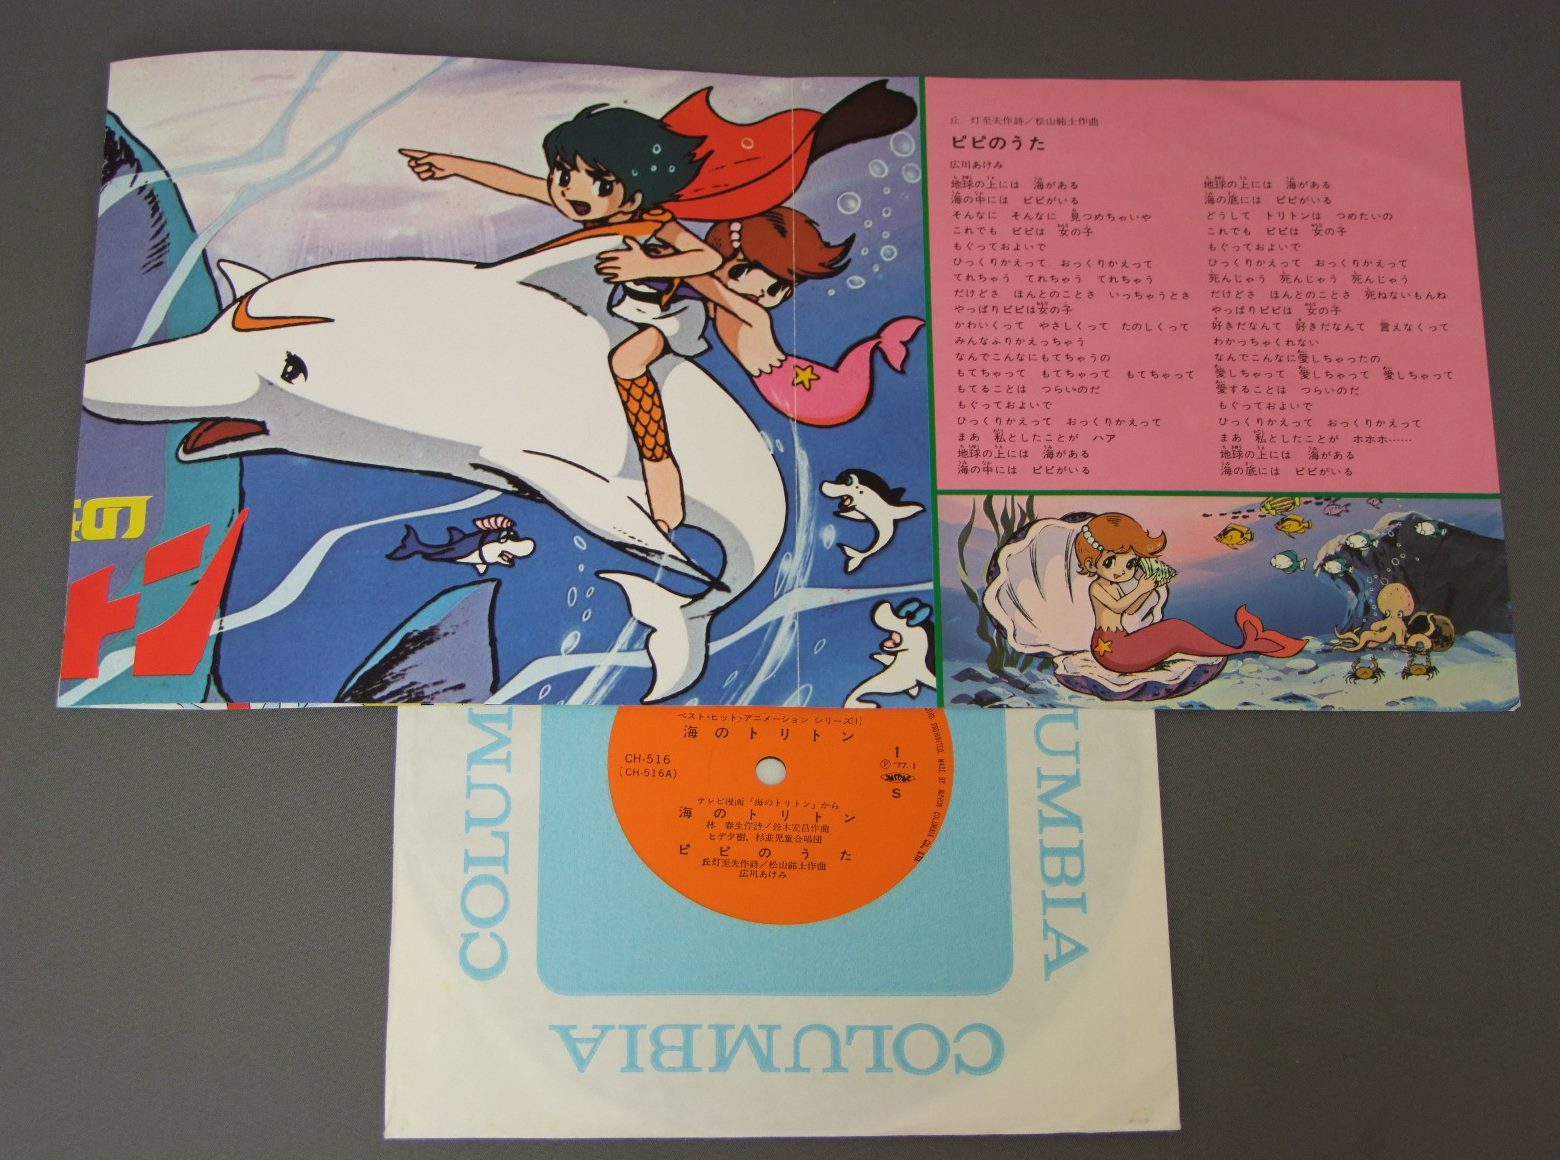 の
トン
丘 灯至夫作詩/松山祐士作曲
ピピのうた
広川あけみ
地球の上には 海がある
海の中には ピピがいる
そんなに そんなに 見つめちゃいや
これでも ピピは 女の子
もぐっておよいで
ひっくりかえって おっくりかえって
てれちゃう てれちゃう てれちゃう
だけどさ ほんとのことさ いっちゃうとさ
やっぱりピピは女の子
かわいくって やさしくって たのしくって
みんなふりかえっちゃう
なんでこんなにもてちゃうの
もてちゃって もてちゃって もてちゃって
もてることは つらいのだ
もぐっておよいで
ひっくりかえって おっくりかえって
まあ 私としたことが ハア
地球の上には 海がある
海の中には ピピがいる
地球の上には 海がある
海の底には ピピがいる
どうして トリトンは つめたいの
これでも ピピは 女の子
もぐっておよいで
ひっくりかえって おっくりかえって
死んじゃう 死んじゃう 死んじゃう
だけどさ ほんとのことさ 死ねないもんね
やっぱりピピは 女の子
好きだなんて 好きだなんて 言えなくって
わかっちゃくれない
なんでこんなに愛しちゃったの
愛しちゃって 愛しちゃって 愛しちゃって
愛することは つらいのだ
もぐっておよいで
ひっくりかえって おっくりかえって
まあ 私としたことが ホホホ……
地球の上には 海がある
海の底には ピピがいる
ベスト・ヒット・アニメーション シリーズ(1)
海のトリトン
CH-516
(CH-516A)
1
Ⓟ '77.1
S
テレビ漫画「海のトリトン」から
海のトリトン
林 春生作詩/鈴木宏昌作曲
ヒデ夕樹、杉並児童合唱団
ピピのうた
丘灯至夫作詩/松山祐士作曲
広川あけみ
PROHIBITED MADE BY NIPPON COLUMBIA CO., LTD.
COLUM
UMBIA
COLUMBIA